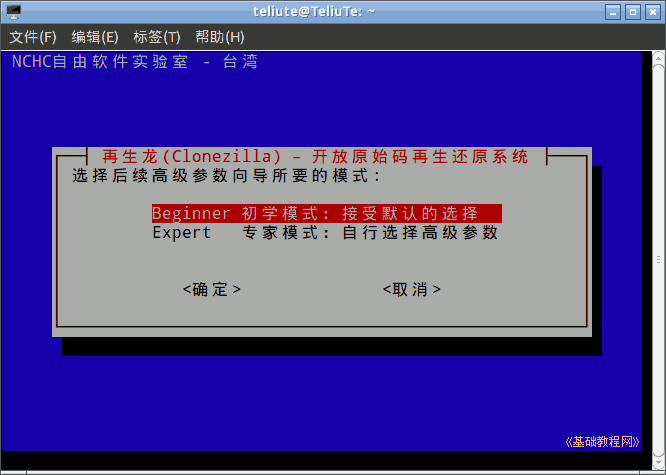 teliute@TeliuTe: ~
文件(F) 编辑(E) 标签(T) 帮助(H)
NCHC自由软件实验室 - 台湾
再生龙(Clonezilla) - 开放原始码再生还原系统
选择后续高级参数向导所要的模式:
Beginner 初学模式: 接受默认的选择
Expert 专家模式: 自行选择高级参数
<确定> <取消>
《基础教程网》